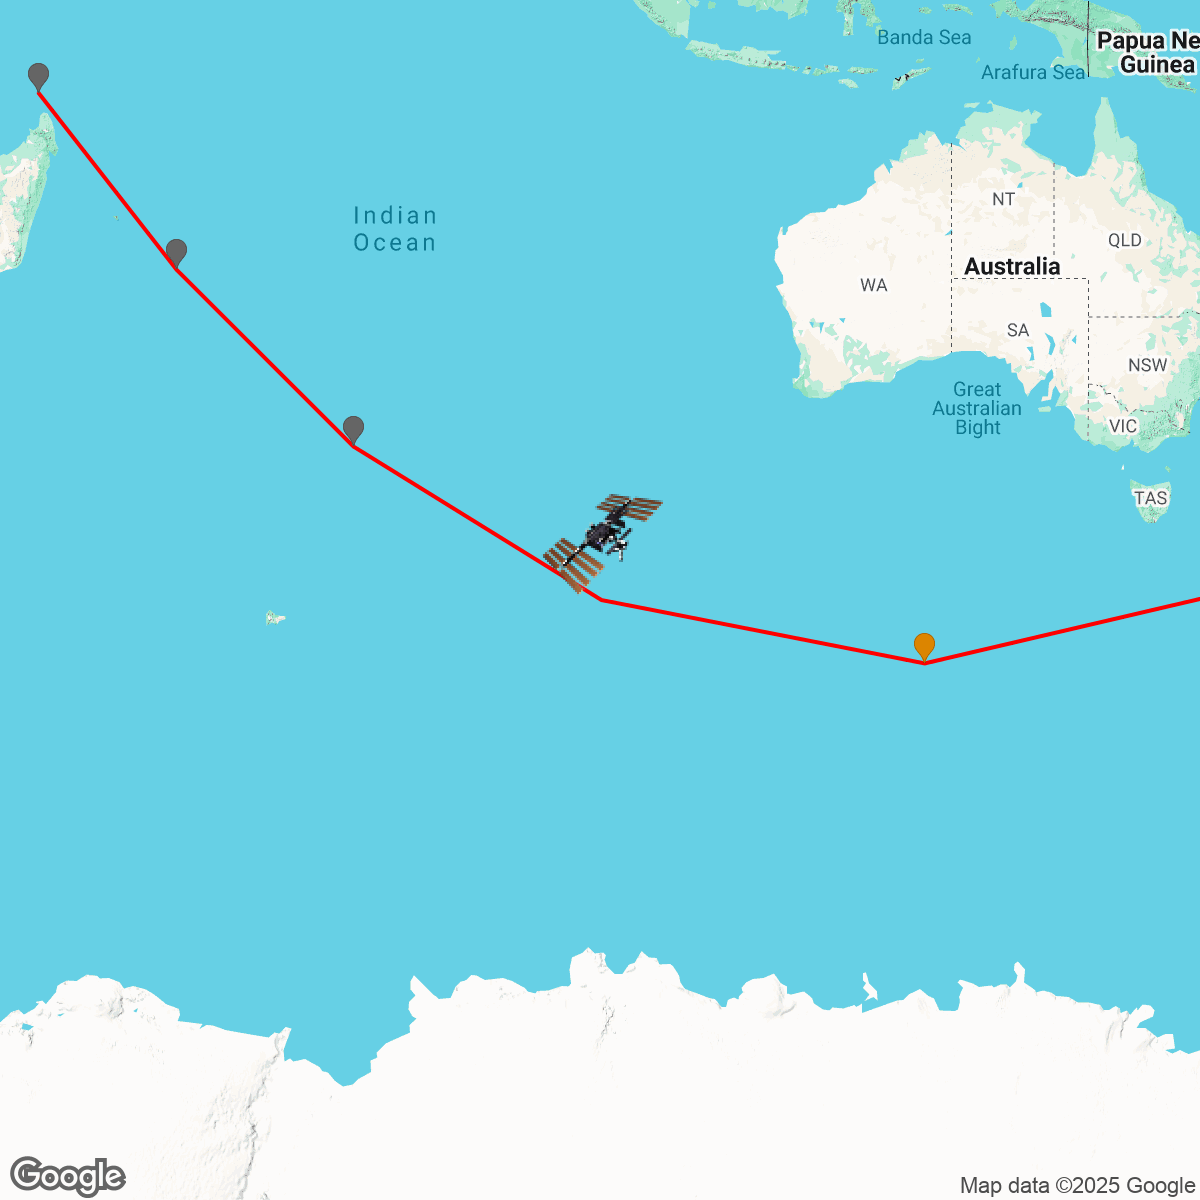 Banda Sea
Papua Ne
Guinea
Arafura Sea
Indian
Ocean
NT
QLD
Australia
WA
SA
NSW
Great
Australian
Bight
VIC
TAS
Google
Map data ©2025 Google